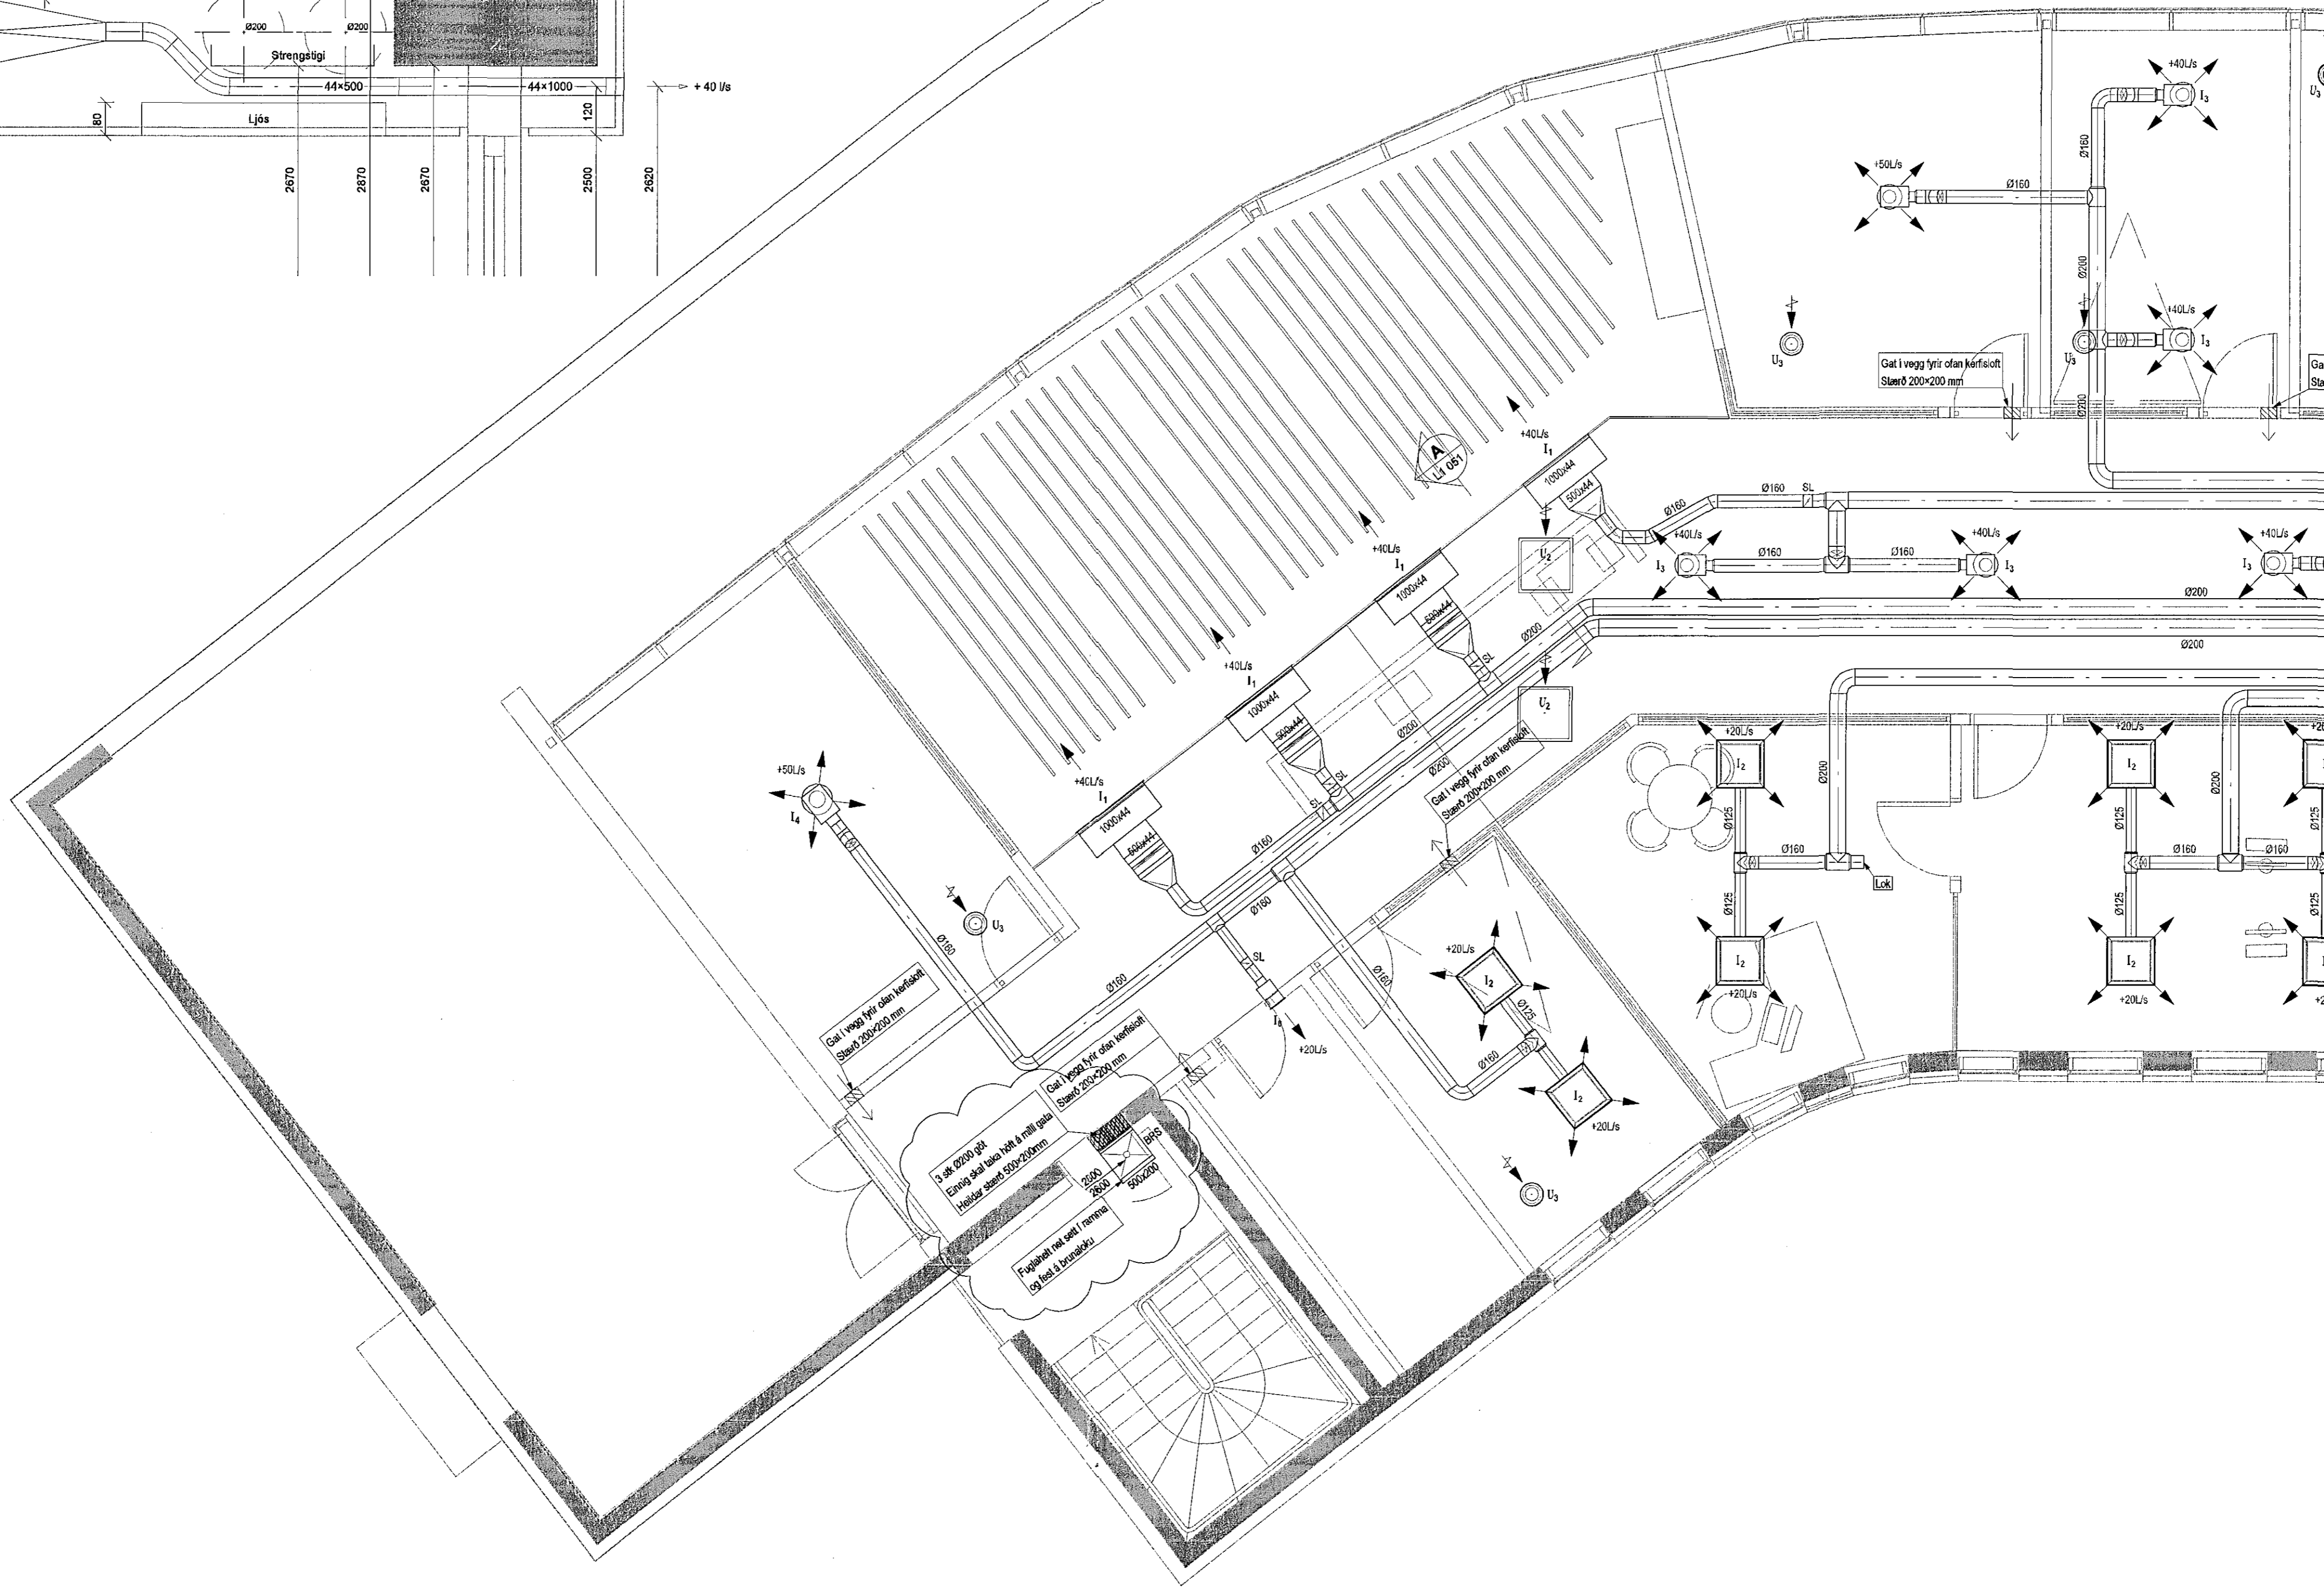 Ø200
Ø200
Strengstigi
44×500
44×1000
+ 40 l/s
80
Ljós
120
2670
2870
2670
2500
2620
+40L/s
I3
U3
Ø160
+50L/s
Ø160
Ø200
+40L/s
I3
U3
U3
Gat í vegg fyrir ofan kerfisloft
Stærð 200×200 mm
Ø200
+40L/s
I1
1000x44
500x44
A
L1 051
Ø160
Ø160
SL
+40L/s
I3
Ø160
Ø160
+40L/s
I3
+40L/s
I3
U2
+40L/s
I1
1000x44
500x44
SL
Ø200
Ø200
Ø200
U2
+40L/s
I1
1000x44
500x44
SL
SL
Ø200
Ø200
Gat í vegg fyrir ofan kerfisloft
Stærð 200×200 mm
+40L/s
I1
1000x44
500x44
Ø160
Ø160
+50L/s
I4
U3
Ø160
Ø160
SL
I6
+20L/s
Gat í vegg fyrir ofan kerfisloft
Stærð 200×200 mm
Gat í vegg fyrir ofan kerfisloft
Stærð 200×200 mm
3 stk Ø200 göt
Einnig skal taka höft á milli gata
Heildar stærð 500×200mm
BRS
2600
2600
500x200
Fuglahelt net sett í ramma
og fest á brunaloku
Ø160
+20L/s
I2
Ø125
Ø160
I2
+20L/s
U3
+20L/s
I2
Ø125
Ø160
Ø200
Lok
Ø125
I2
+20L/s
+20L/s
I2
Ø125
Ø160
Ø200
Ø160
Ø125
I2
+20L/s
Ø125
Ø125